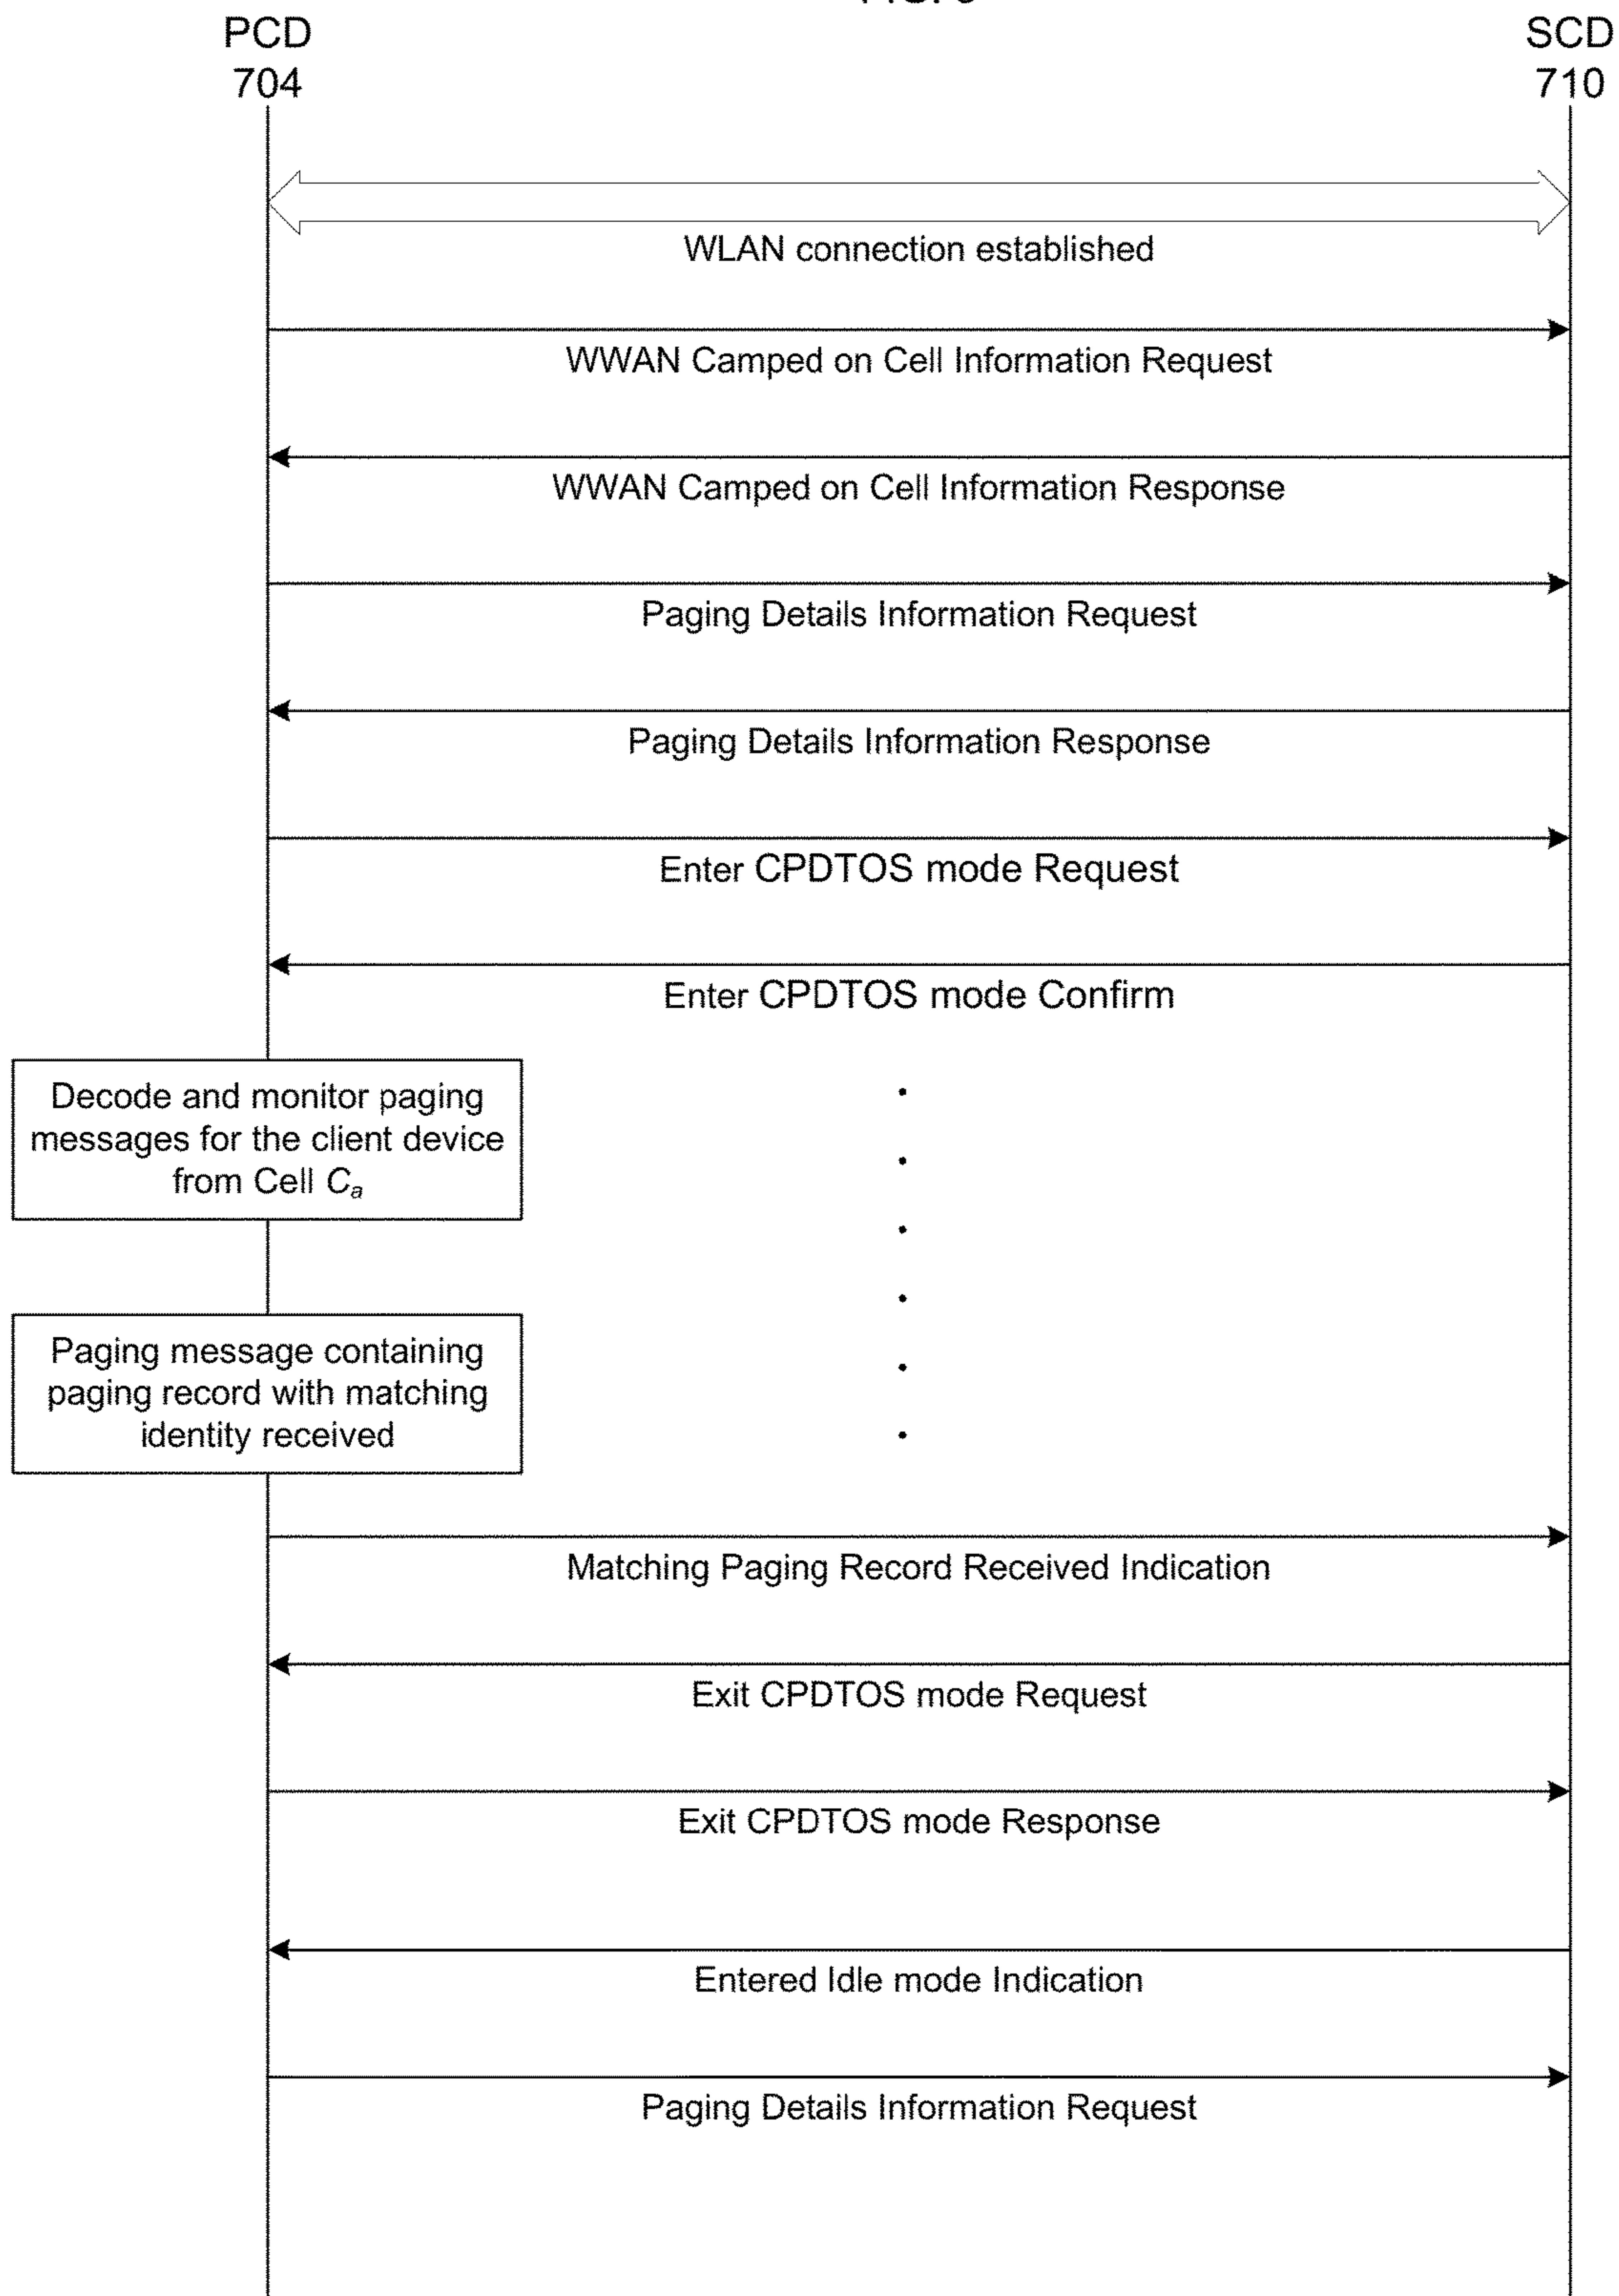 PCD
704
SCD
710
WLAN connection established
WWAN Camped on Cell Information Request
WWAN Camped on Cell Information Response
Paging Details Information Request
Paging Details Information Response
Enter CPDTOS mode Request
Enter CPDTOS mode Confirm
Decode and monitor paging
messages for the client device
from Cell Ca
Paging message containing
paging record with matching
identity received
Matching Paging Record Received Indication
Exit CPDTOS mode Request
Exit CPDTOS mode Response
Entered Idle mode Indication
Paging Details Information Request